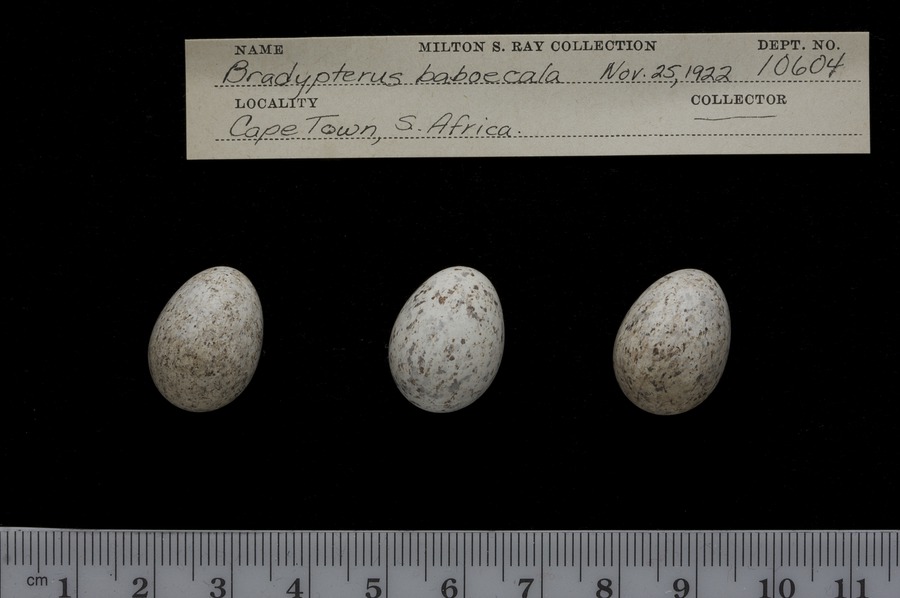 NAME MILTON S. RAY COLLECTION DEPT. NO.
Bradypterus baboecala Nov. 25, 1922 10604
LOCALITY COLLECTOR
Cape Town, S. Africa.
cm 1 2 3 4 5 6 7 8 9 10 11